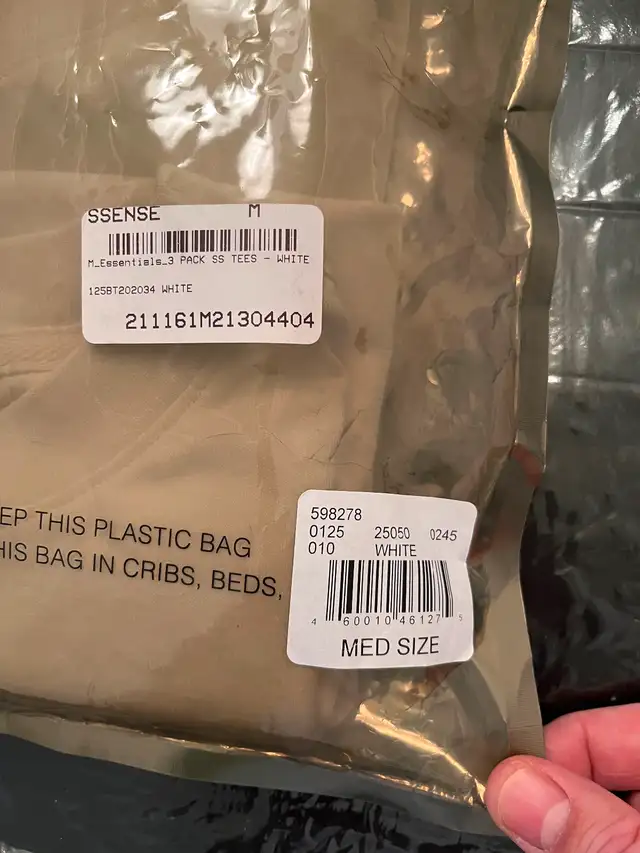 SSENSE M
M_Essentials_3 PACK SS TEES - WHITE
125BT202034 WHITE
211161M21304404
EP THIS PLASTIC BAG
HIS BAG IN CRIBS, BEDS,
598278
0125 25050 0245
010 WHITE
4 60010 46127 5
MED SIZE